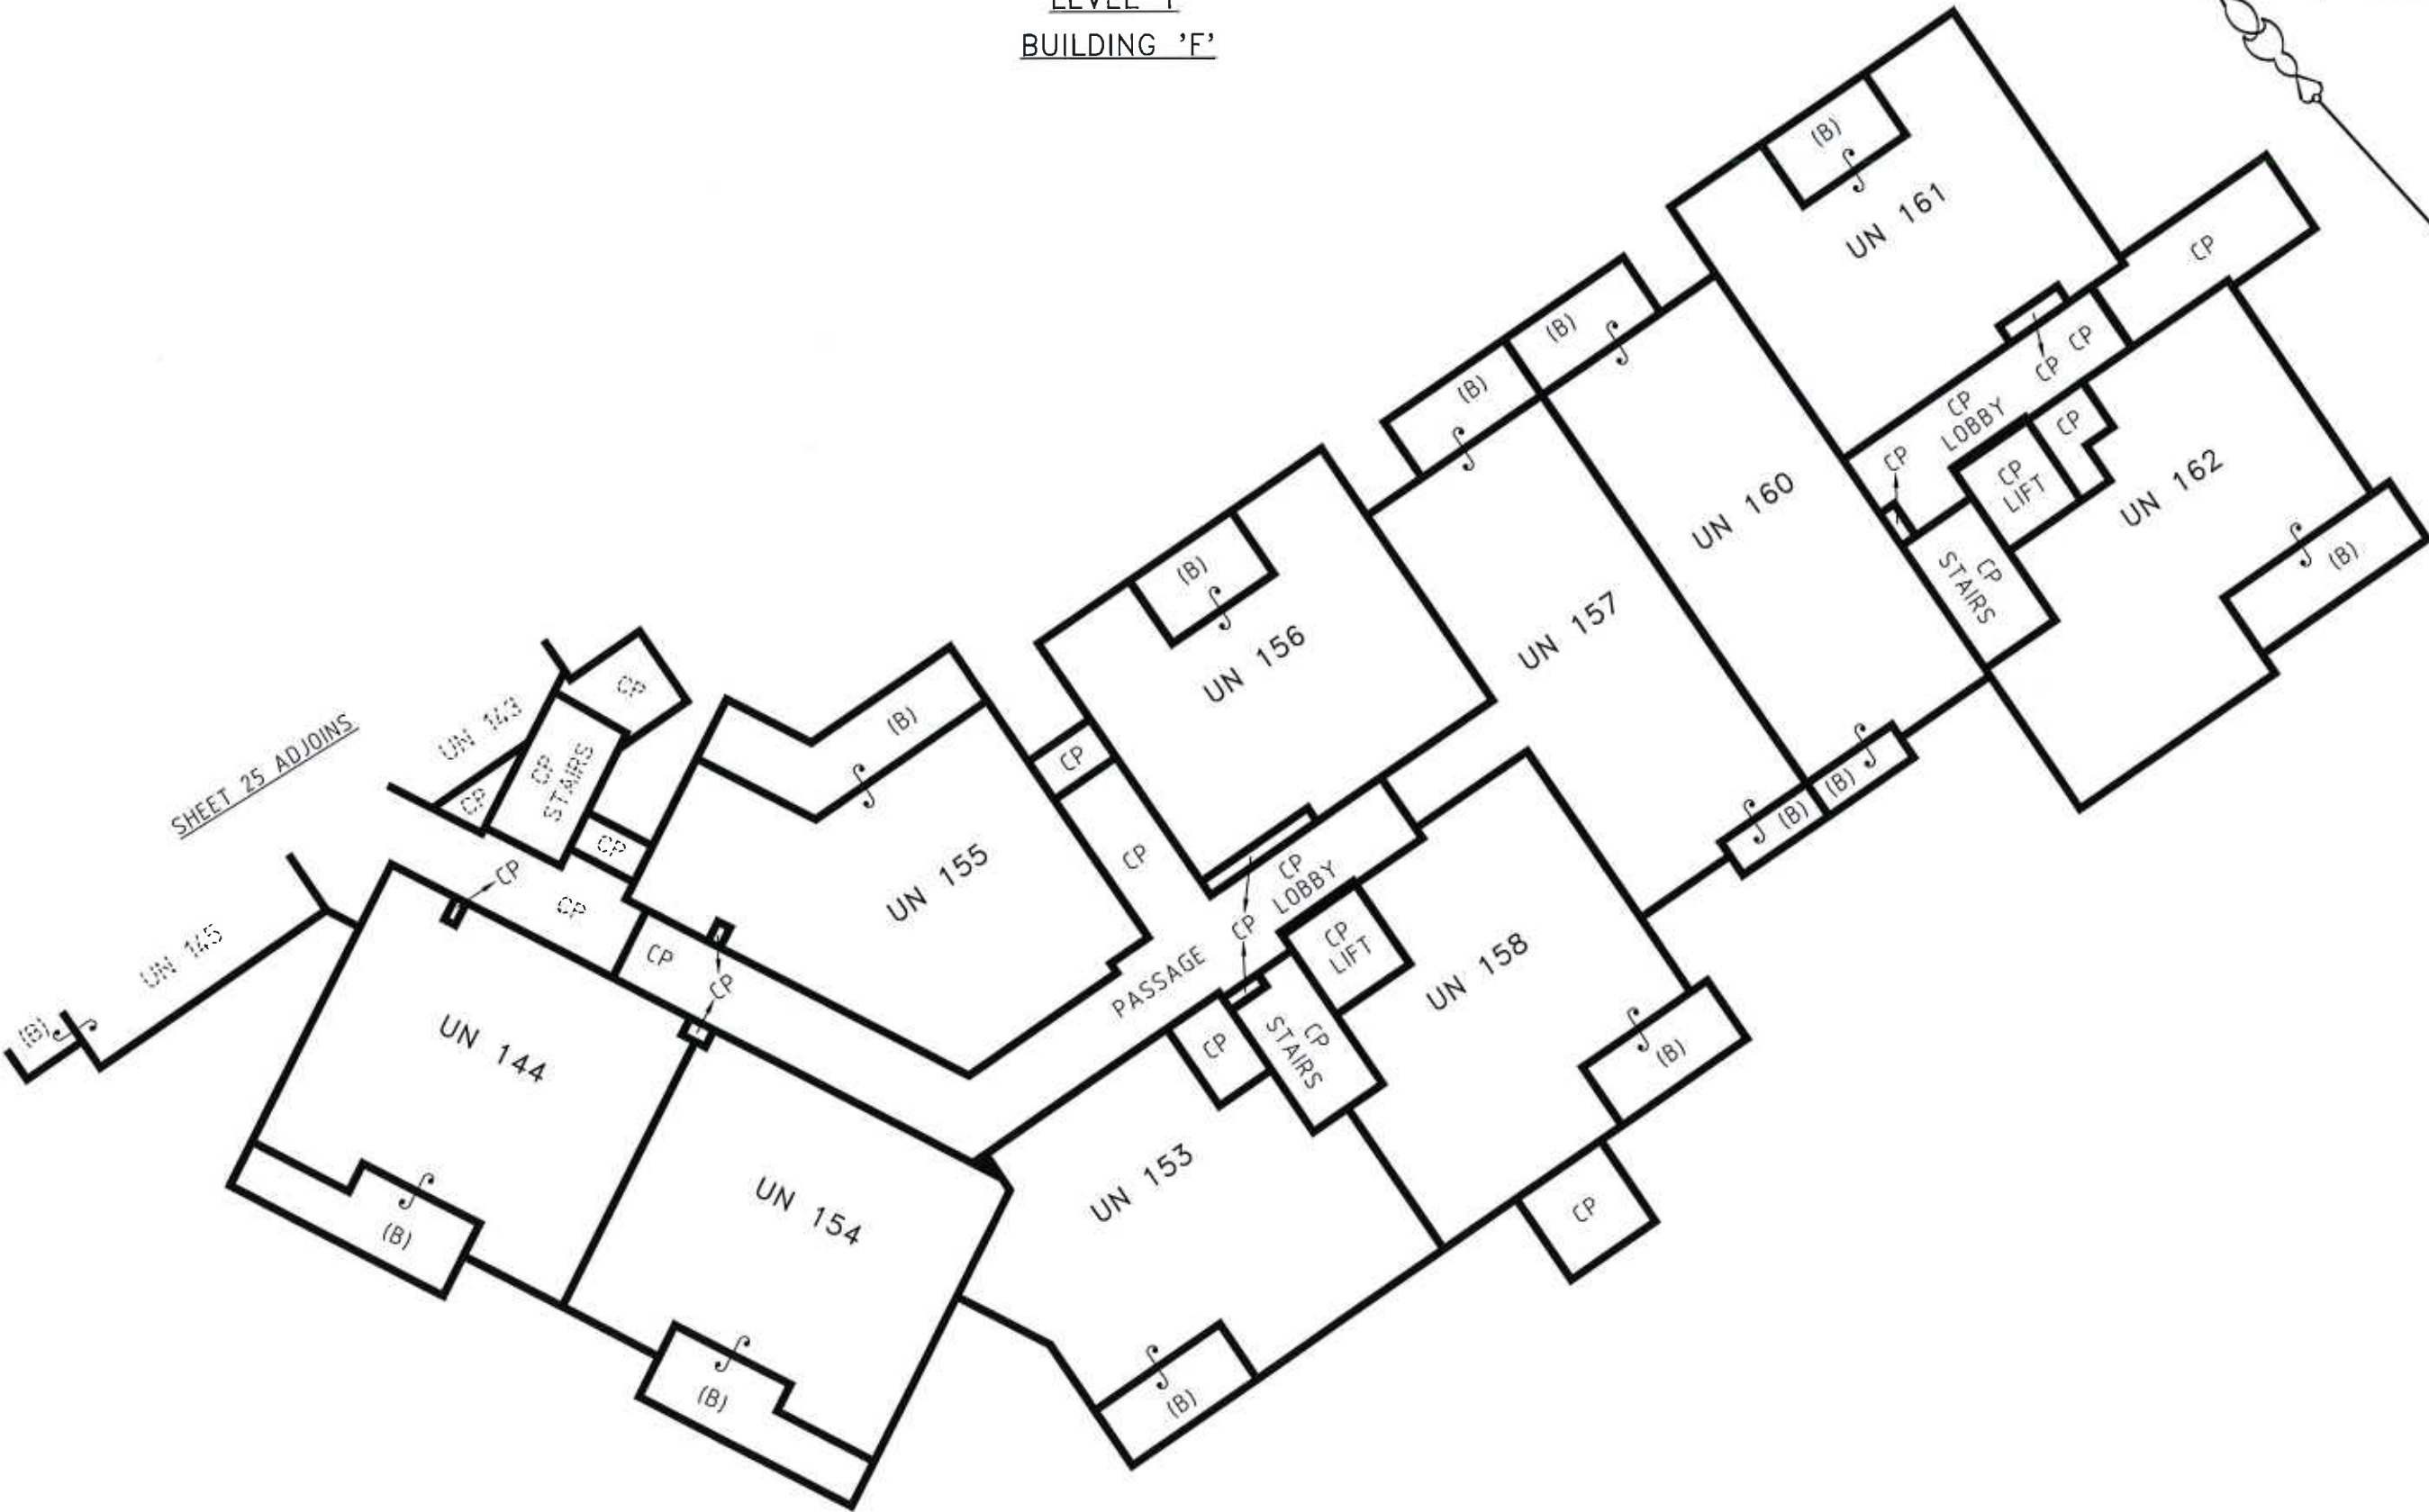 LEVEL 1
BUILDING 'F'
(B)
UN 161
CP
(B)
(B)
CP
CP
CP
LOBBY
CP
CP
CP
LIFT
UN 162
UN 160
CP
STAIRS
(B)
(B)
UN 156
UN 157
CP
UN 143
(B)
CP
SHEET 25 ADJOINS
CP
STAIRS
CP
CP
(B)
(B)
UN 155
CP
CP
LOBBY
CP
CP
CP
UN 145
CP
CP
PASSAGE
CP
LIFT
UN 158
(B)
UN 144
CP
CP
STAIRS
(B)
UN 153
UN 154
CP
(B)
(B)
(B)